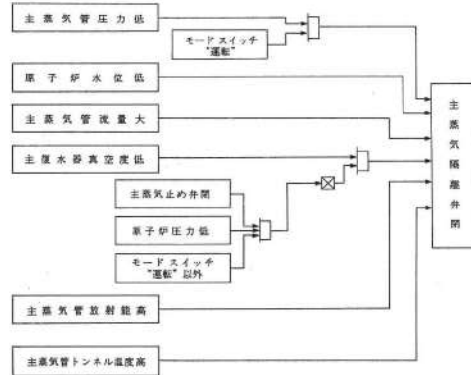 主蒸気管圧力低
モードスイッチ
“運転”
原子炉水位低
主蒸気管流量大
主復水器真空度低
主蒸気止め弁閉
原子炉圧力低
モードスイッチ
“運転”以外
主蒸気管放射能高
主蒸気管トンネル温度高
主蒸気隔離弁閉